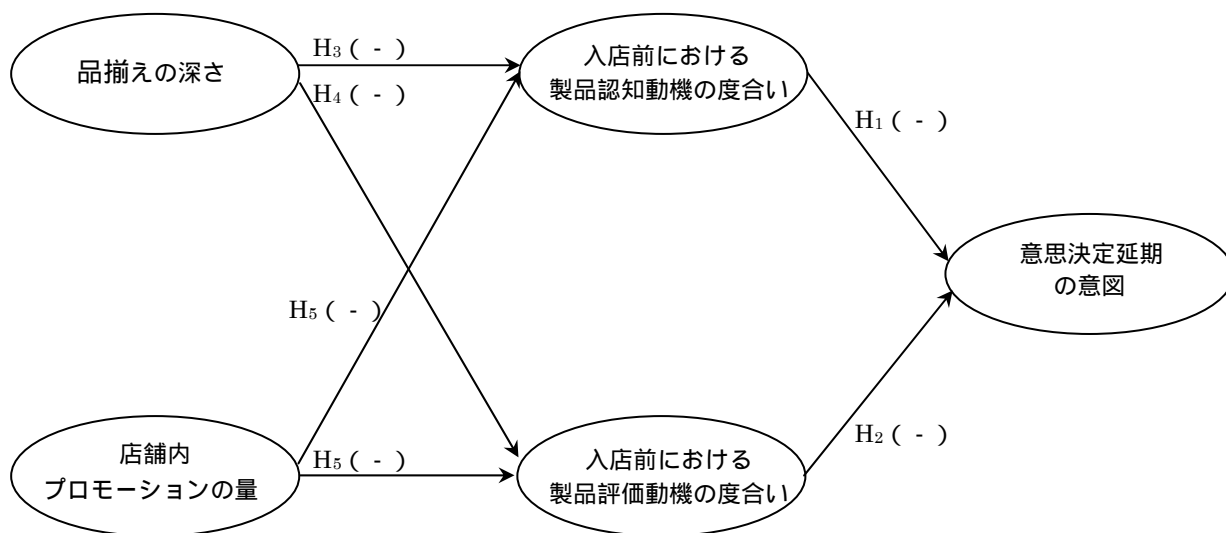 品揃えの深さ
H₃ ( - )
H₄ ( - )
入店前における
製品認知動機の度合い
H₁ ( - )
意思決定延期
の意図
H₅ ( - )
店舗内
プロモーションの量
H₅ ( - )
入店前における
製品評価動機の度合い
H₂ ( - )